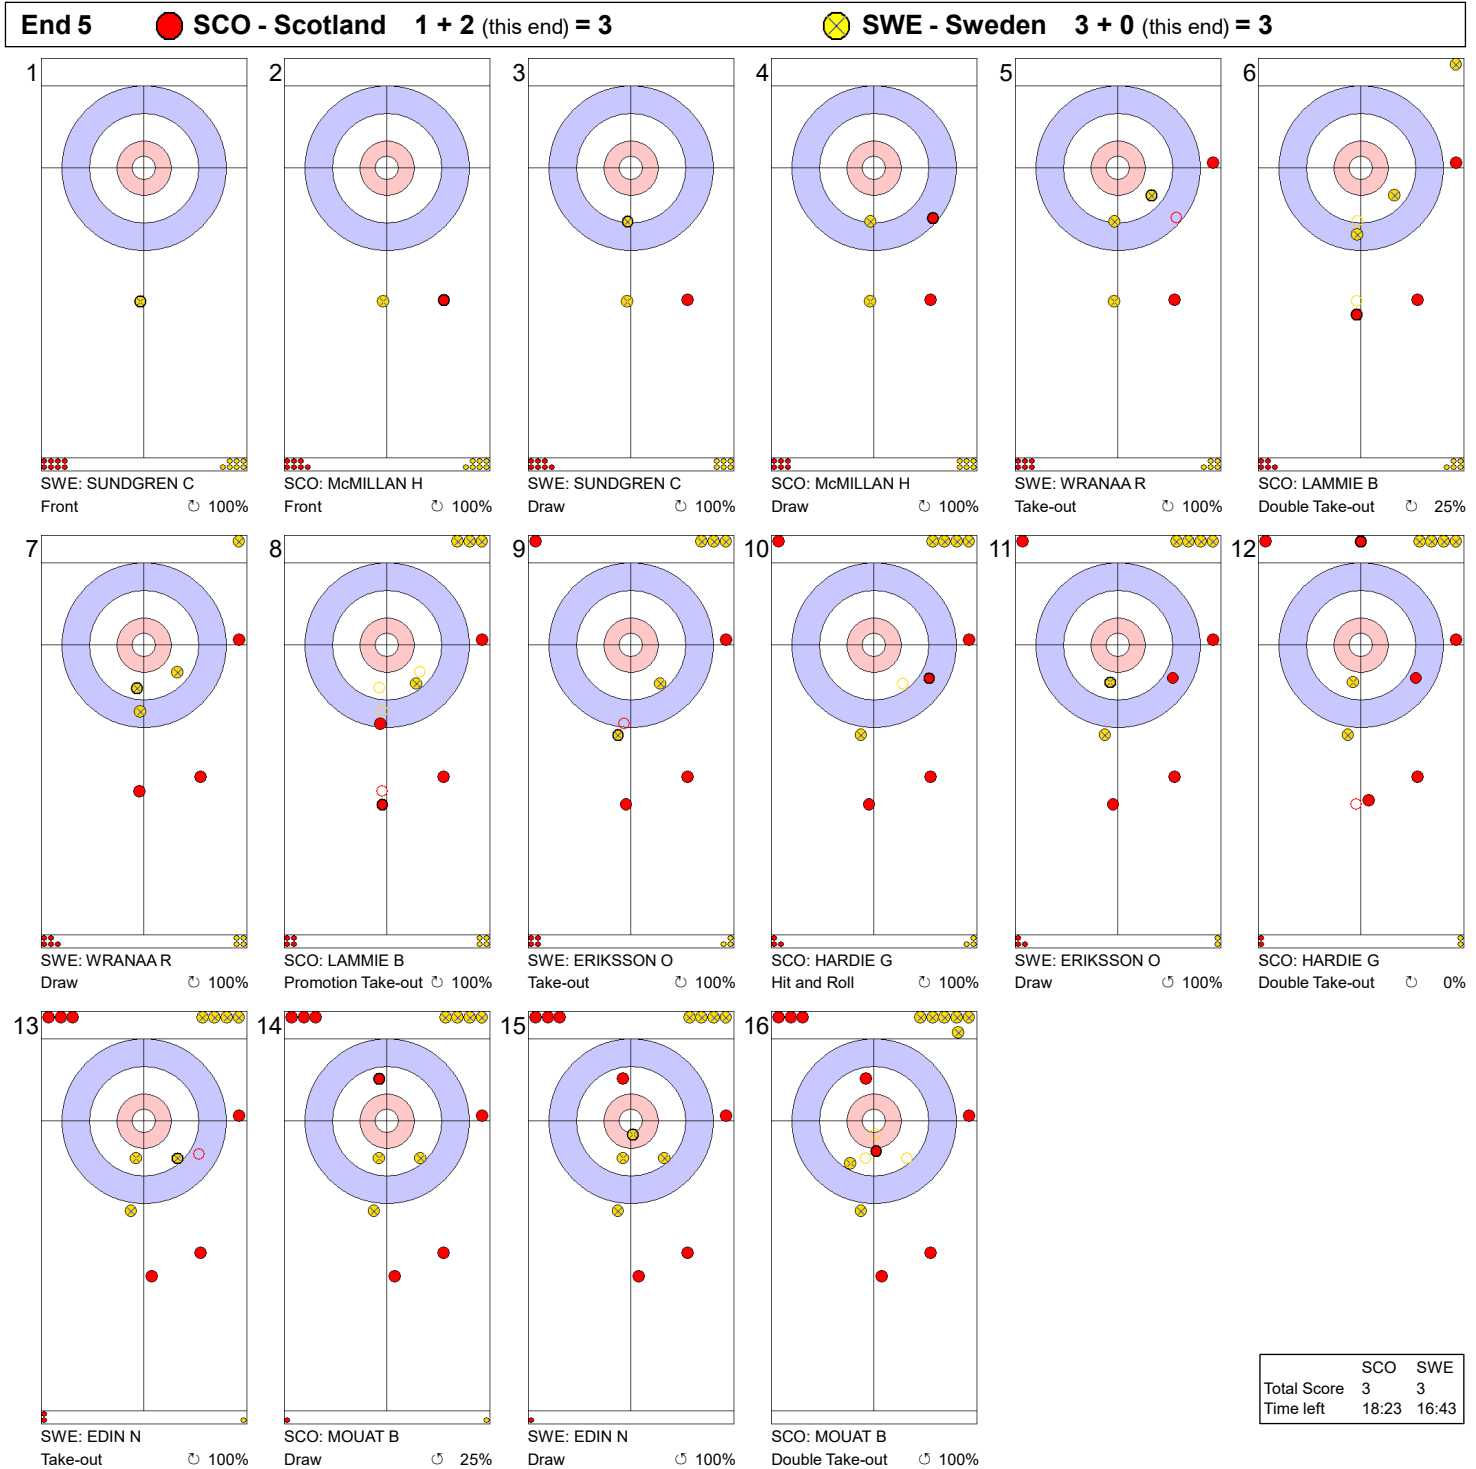 End 5 SCO - Scotland 1 + 2 (this end) = 3 SWE - Sweden 3 + 0 (this end) = 3
1 2 3 4 5 6
SWE: SUNDGREN C SCO: McMILLAN H SWE: SUNDGREN C SCO: McMILLAN H SWE: WRANAA R SCO: LAMMIE B
Front ↻ 100% Front ↻ 100% Draw ↻ 100% Draw ↻ 100% Take-out ↻ 100% Double Take-out ↻ 25%
7 8 9 10 11 12
SWE: WRANAA R SCO: LAMMIE B SWE: ERIKSSON O SCO: HARDIE G SWE: ERIKSSON O SCO: HARDIE G
Draw ↻ 100% Promotion Take-out ↻ 100% Take-out ↻ 100% Hit and Roll ↺ 100% Draw ↺ 100% Double Take-out ↻ 0%
13 14 15 16
SCO SWE
Total Score 3 3
Time left 18:23 16:43
SWE: EDIN N SCO: MOUAT B SWE: EDIN N SCO: MOUAT B
Take-out ↻ 100% Draw ↺ 25% Draw ↺ 100% Double Take-out ↺ 100%